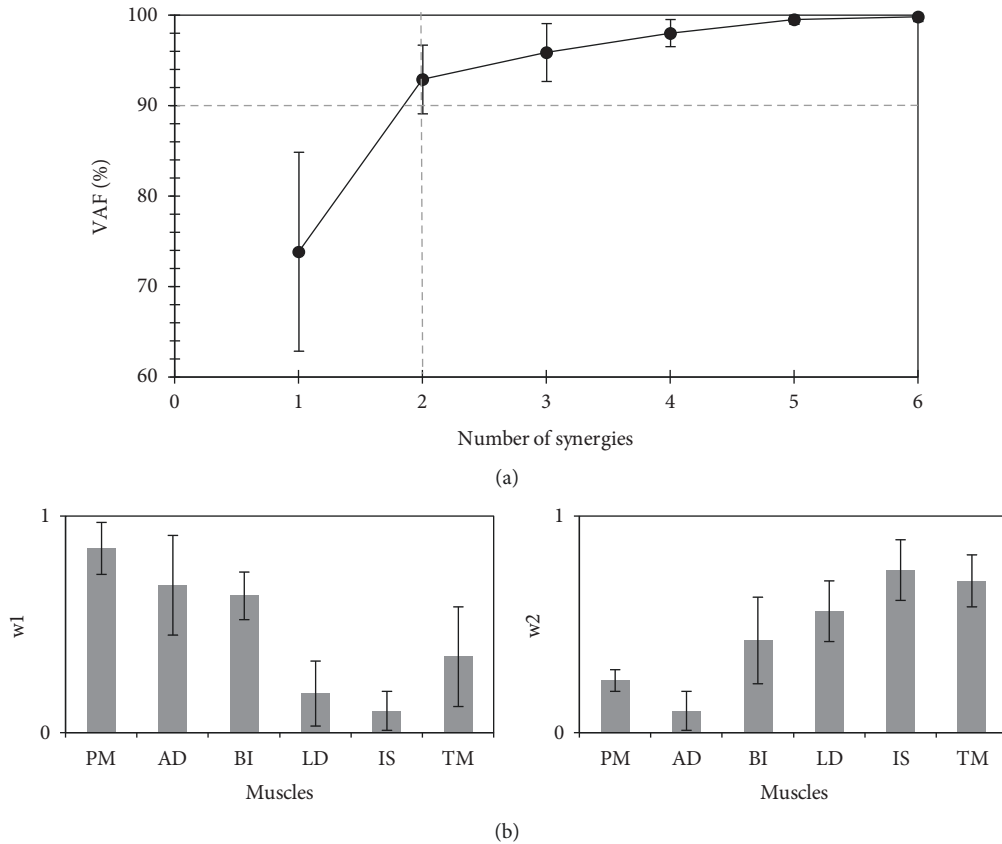 100
90
80
70
60
VAF (%)
0 1 2 3 4 5 6
Number of synergies
(a)
1
w1
0
PM AD BI LD IS TM
Muscles
1
w2
0
PM AD BI LD IS TM
Muscles
(b)